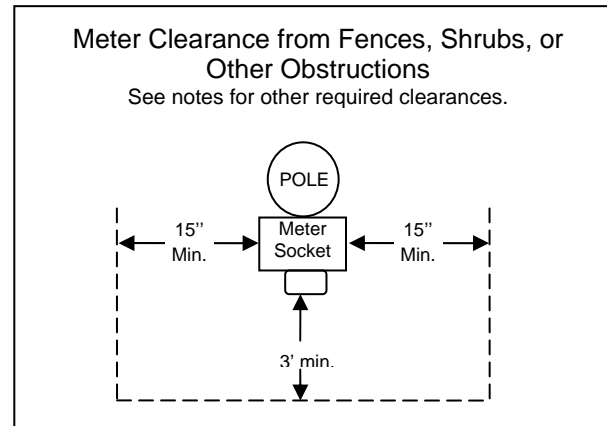 Meter Clearance from Fences, Shrubs, or
Other Obstructions
See notes for other required clearances.
POLE
15’’
Min.
Meter
Socket
15’’
Min.
3’ min.